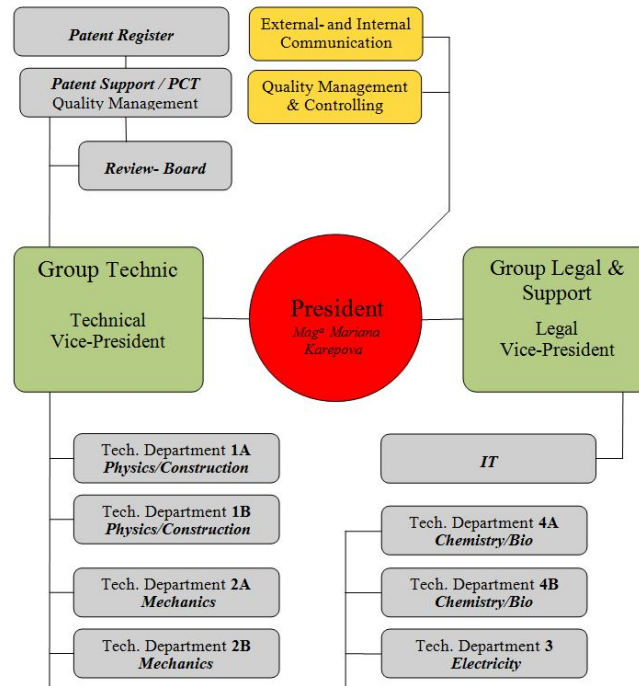 Patent Register
Patent Support / PCT
Quality Management
Review- Board
External- and Internal
Communication
Quality Management
& Controlling
Group Technic
Technical
Vice-President
President
Mag.a Mariana
Karepova
Group Legal &
Support
Legal
Vice-President
Tech. Department 1A
Physics/Construction
Tech. Department 1B
Physics/Construction
Tech. Department 2A
Mechanics
Tech. Department 2B
Mechanics
IT
Tech. Department 4A
Chemistry/Bio
Tech. Department 4B
Chemistry/Bio
Tech. Department 3
Electricity